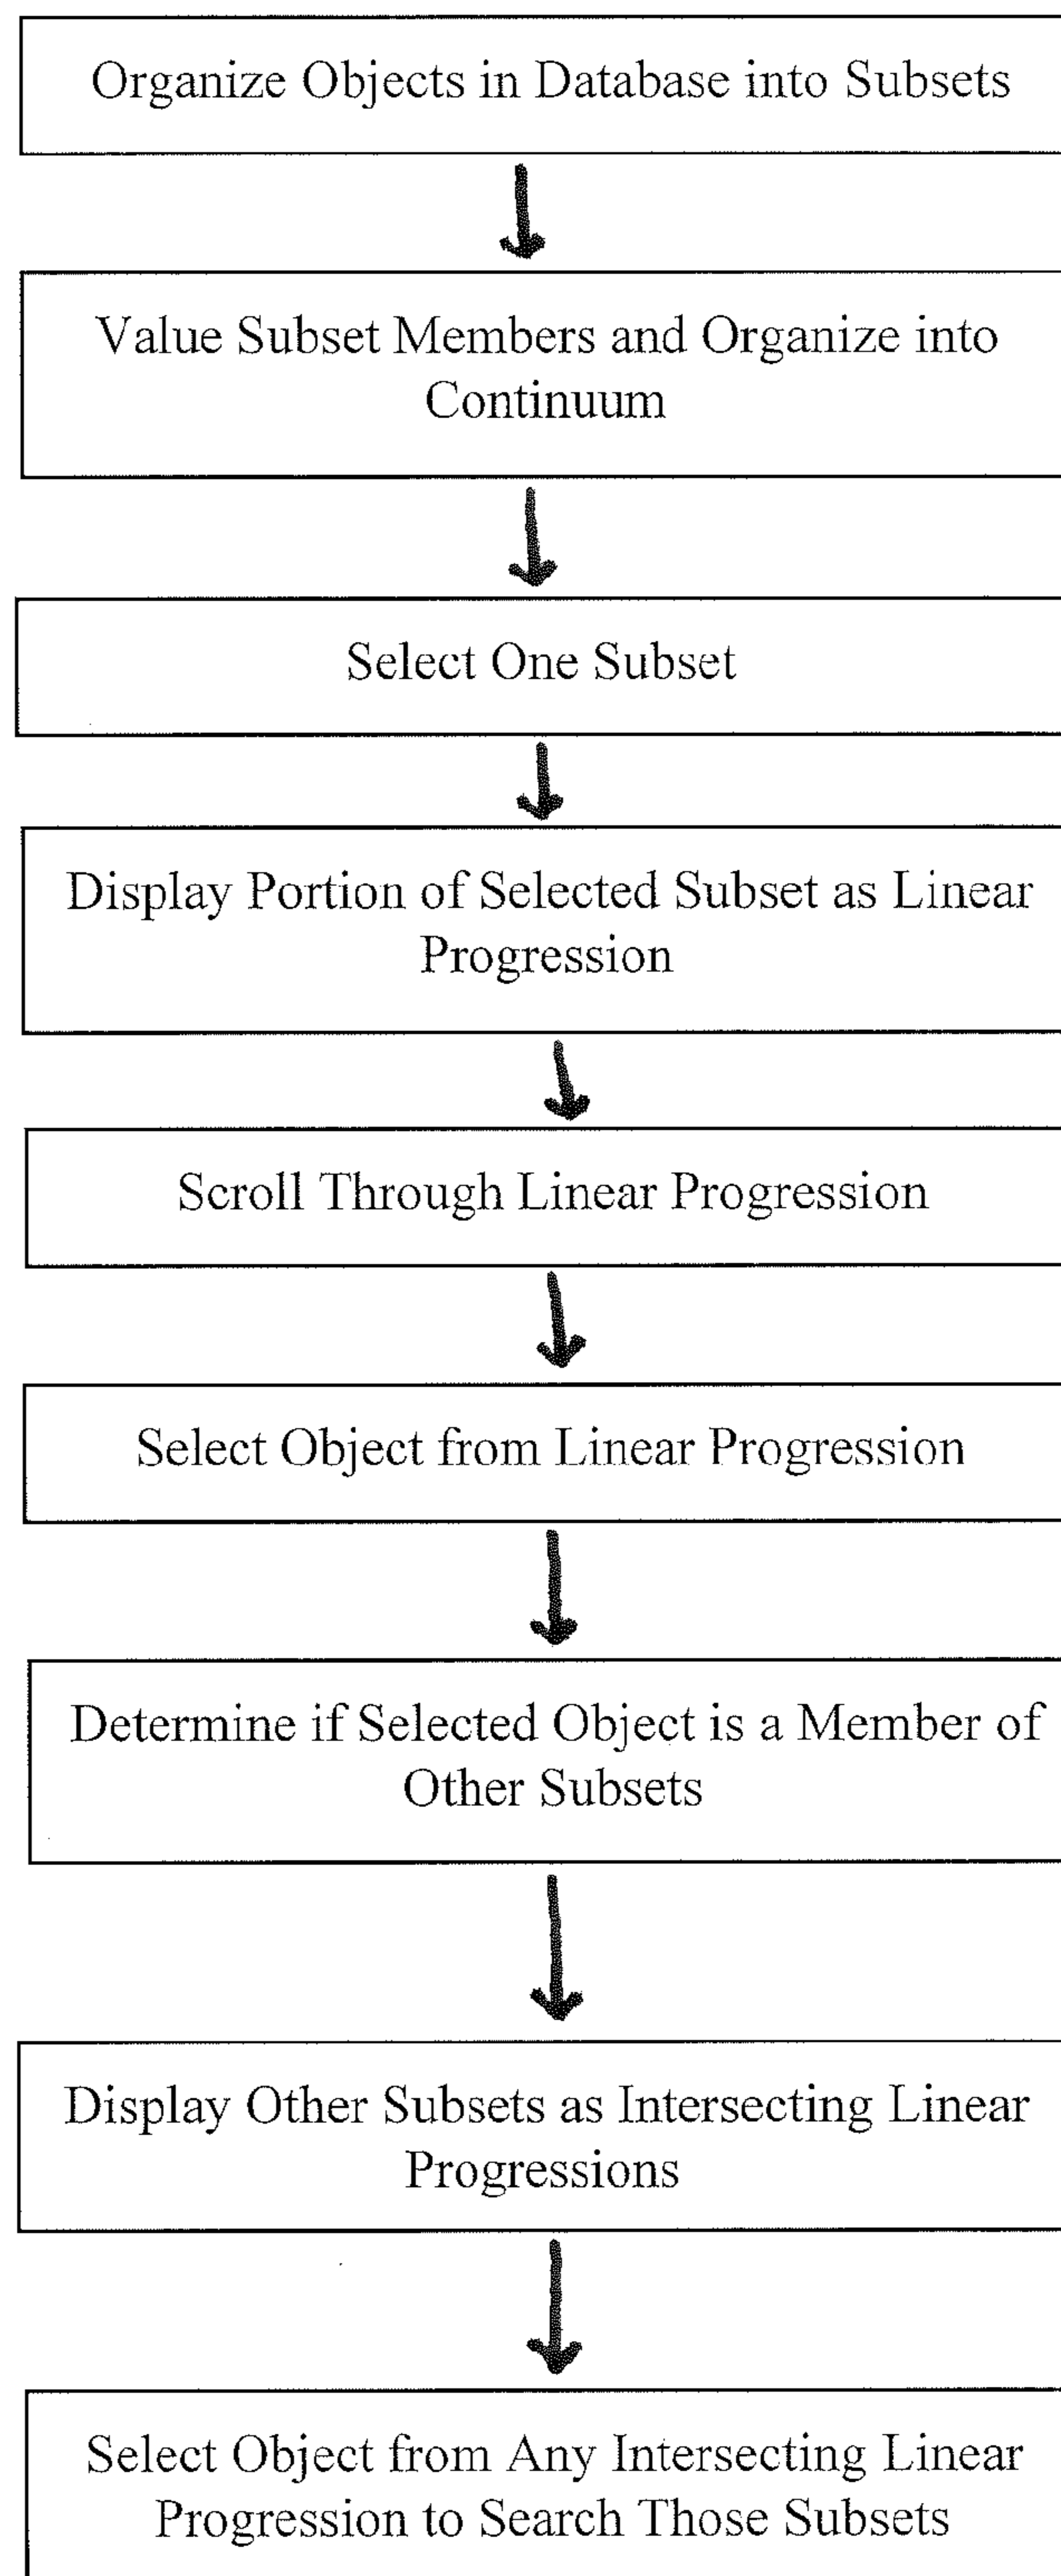 Organize Objects in Database into Subsets
Value Subset Members and Organize into
Continuum
Select One Subset
Display Portion of Selected Subset as Linear
Progression
Scroll Through Linear Progression
Select Object from Linear Progression
Determine if Selected Object is a Member of
Other Subsets
Display Other Subsets as Intersecting Linear
Progressions
Select Object from Any Intersecting Linear
Progression to Search Those Subsets